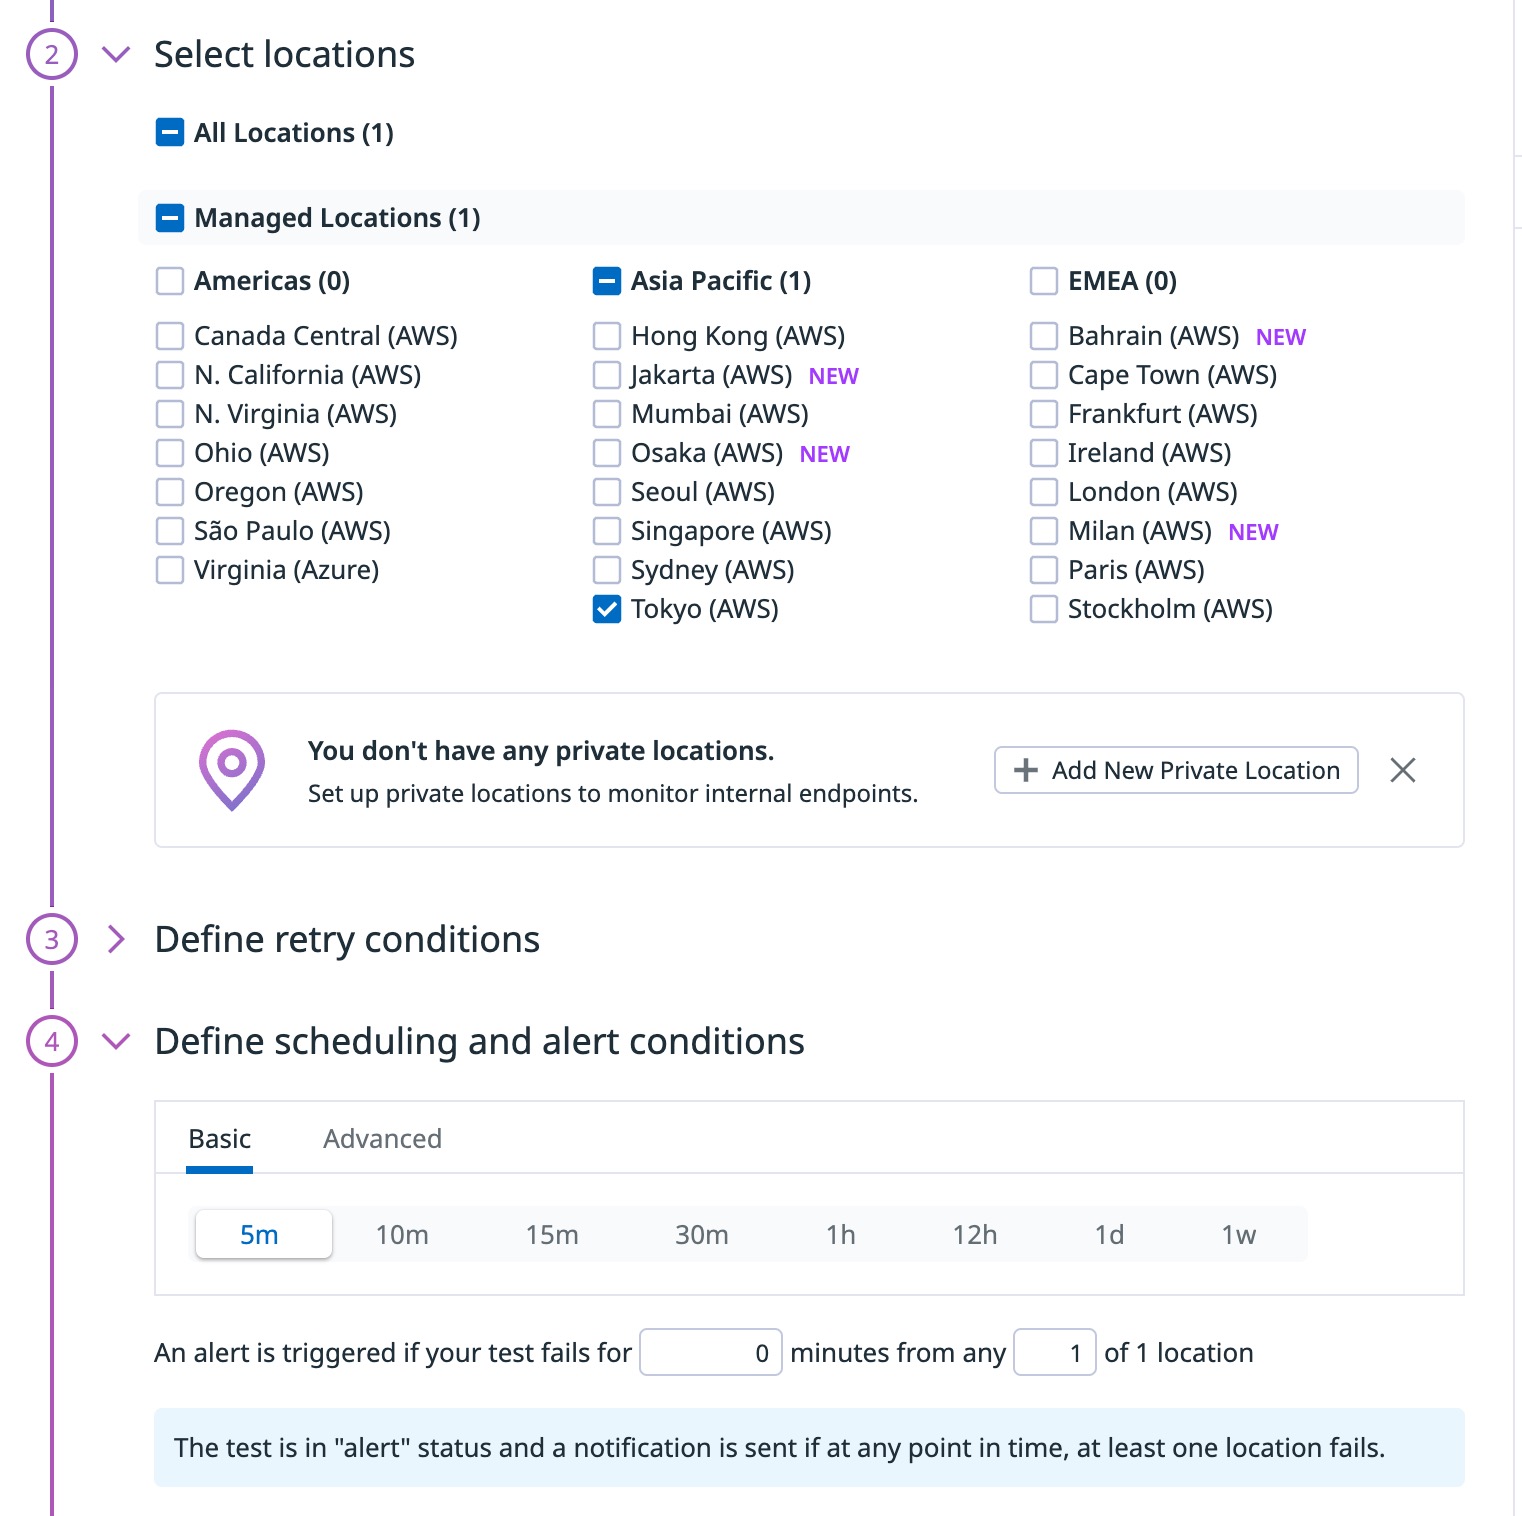 2 Select locations
All Locations (1)
Managed Locations (1)
Americas (0)
Canada Central (AWS)
N. California (AWS)
N. Virginia (AWS)
Ohio (AWS)
Oregon (AWS)
São Paulo (AWS)
Virginia (Azure)
Asia Pacific (1)
Hong Kong (AWS)
Jakarta (AWS) NEW
Mumbai (AWS)
Osaka (AWS) NEW
Seoul (AWS)
Singapore (AWS)
Sydney (AWS)
Tokyo (AWS)
EMEA (0)
Bahrain (AWS) NEW
Cape Town (AWS)
Frankfurt (AWS)
Ireland (AWS)
London (AWS)
Milan (AWS) NEW
Paris (AWS)
Stockholm (AWS)
You don't have any private locations.
Set up private locations to monitor internal endpoints.
Add New Private Location
3 Define retry conditions
4 Define scheduling and alert conditions
Basic Advanced
5m 10m 15m 30m 1h 12h 1d 1w
An alert is triggered if your test fails for 0 minutes from any 1 of 1 location
The test is in "alert" status and a notification is sent if at any point in time, at least one location fails.